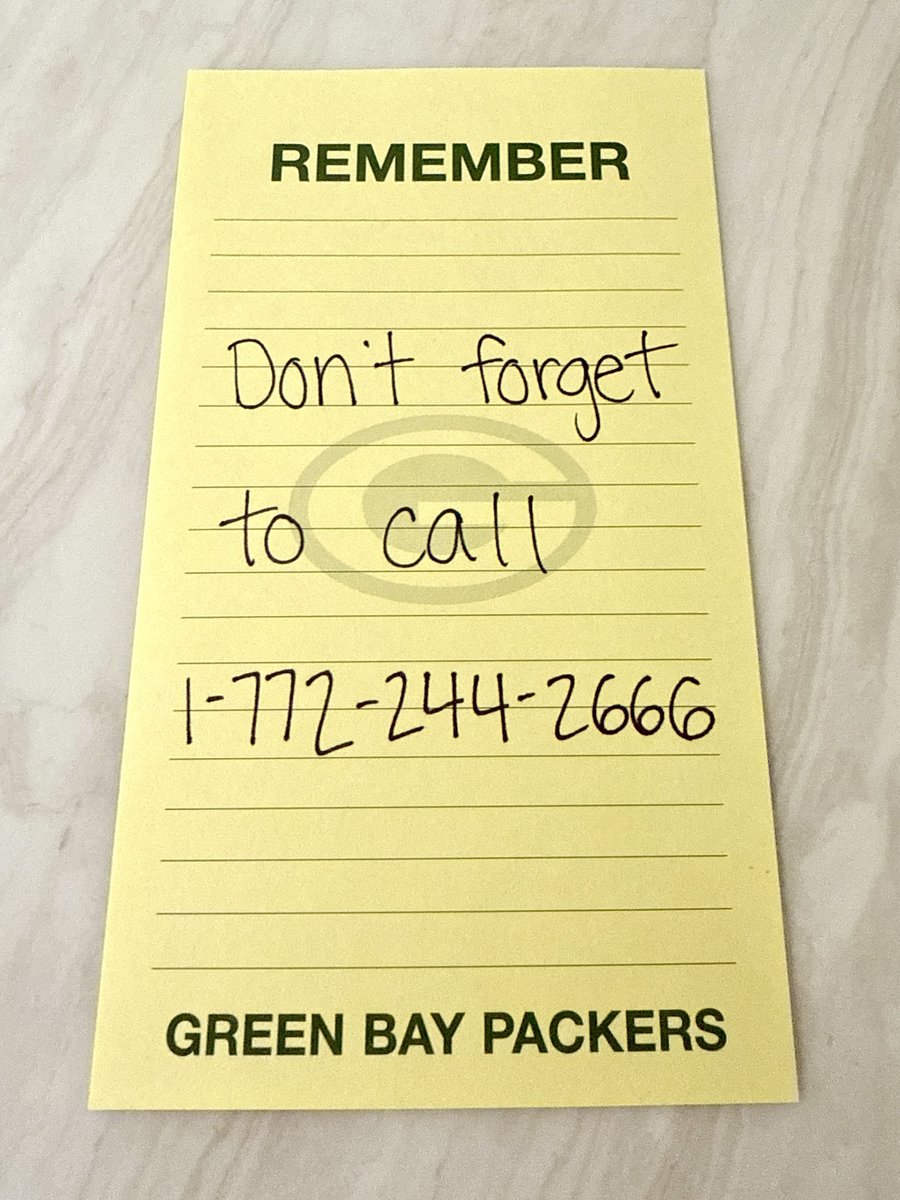 REMEMBER
Don't forget
to call
1-772-244-2666
GREEN BAY PACKERS